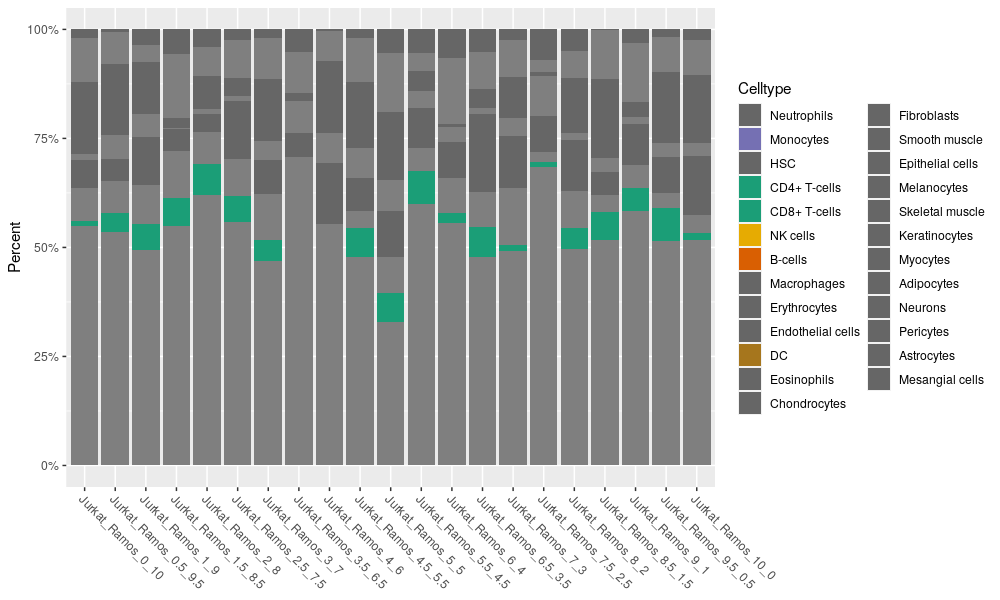 100%
75%
50%
25%
0%
Percent
Jurkat_Ramos_0_10
Jurkat_Ramos_0.5_9.5
Jurkat_Ramos_1_9
Jurkat_Ramos_1.5_8.5
Jurkat_Ramos_2_8
Jurkat_Ramos_2.5_7.5
Jurkat_Ramos_3_7
Jurkat_Ramos_3.5_6.5
Jurkat_Ramos_4_6
Jurkat_Ramos_4.5_5.5
Jurkat_Ramos_5_5
Jurkat_Ramos_5.5_4.5
Jurkat_Ramos_6_4
Jurkat_Ramos_6.5_3.5
Jurkat_Ramos_7_3
Jurkat_Ramos_7.5_2.5
Jurkat_Ramos_8_2
Jurkat_Ramos_8.5_1.5
Jurkat_Ramos_9_1
Jurkat_Ramos_9.5_0.5
Jurkat_Ramos_10_0
Celltype
Neutrophils
Monocytes
HSC
CD4+ T-cells
CD8+ T-cells
NK cells
B-cells
Macrophages
Erythrocytes
Endothelial cells
DC
Eosinophils
Chondrocytes
Fibroblasts
Smooth muscle
Epithelial cells
Melanocytes
Skeletal muscle
Keratinocytes
Myocytes
Adipocytes
Neurons
Pericytes
Astrocytes
Mesangial cells